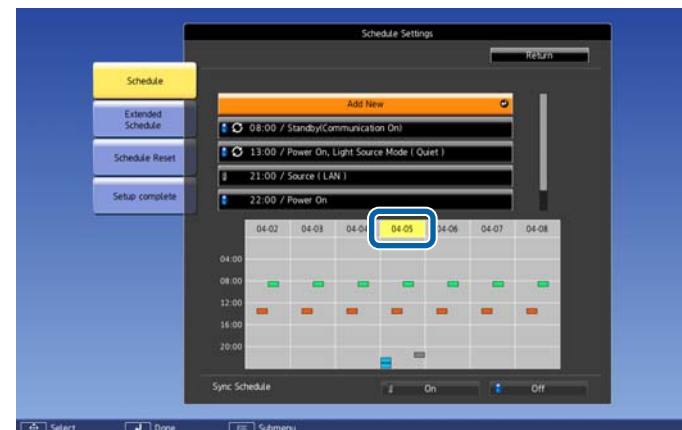 Schedule Settings
Return
Schedule
Extended
Schedule
Schedule Reset
Setup complete
Add New
08:00 / Standby(Communication On)
13:00 / Power On, Light Source Mode ( Quiet )
21:00 / Source ( LAN )
22:00 / Power On
04-02 04-03 04-04 04-05 04-06 04-07 04-08
04:00
08:00
12:00
16:00
20:00
Sync Schedule On Off
Select Done Submenu